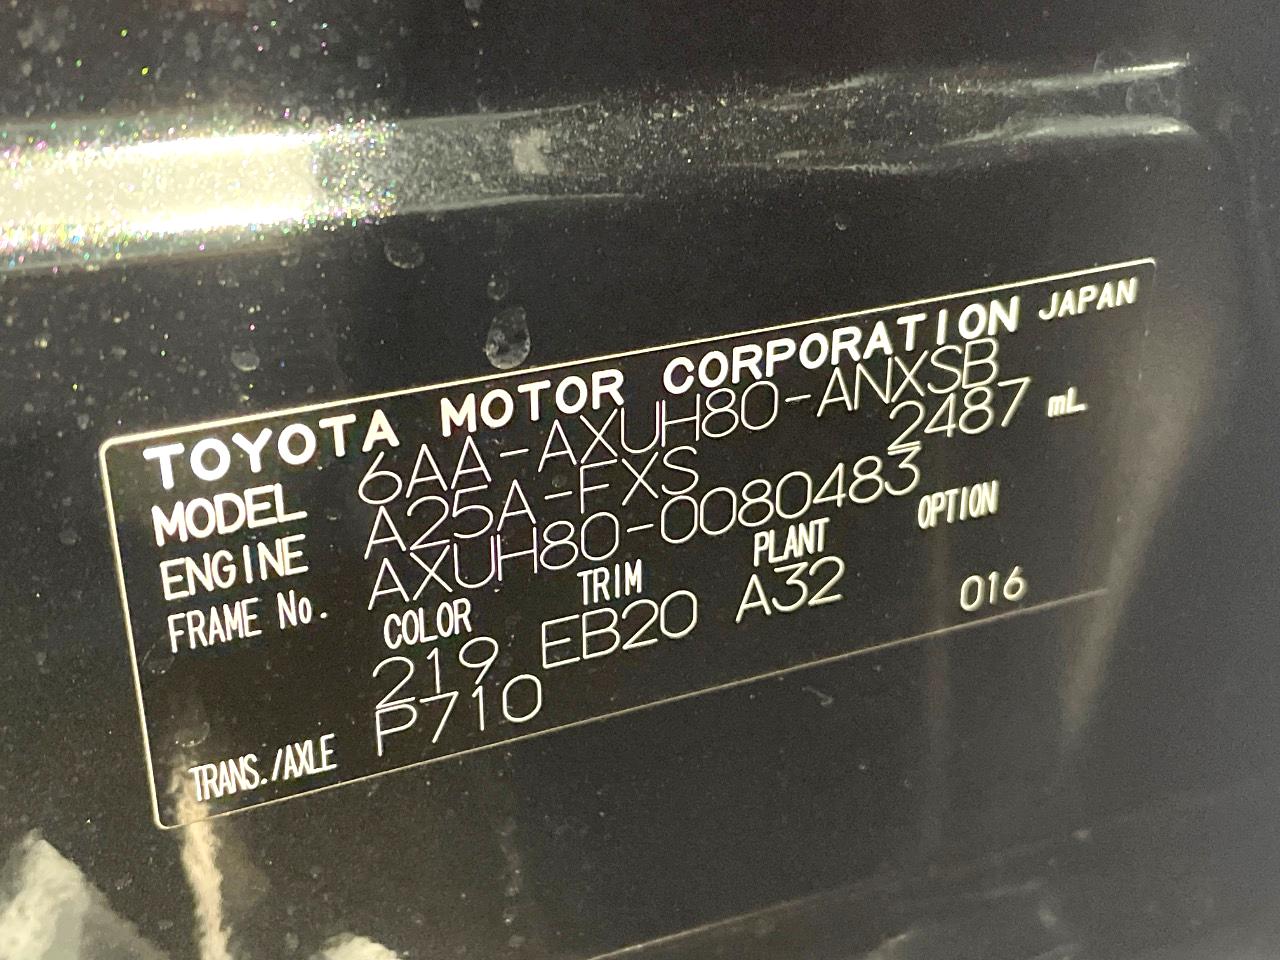 TOYOTA MOTOR CORPORATION JAPAN
MODEL 6AA-AXUH80-ANXSB
ENGINE A25A-FXS 2487 mL
FRAME No. AXUH80-0080483
COLOR TRIM PLANT OPTION
219 EB20 A32 016
TRANS./AXLE P710